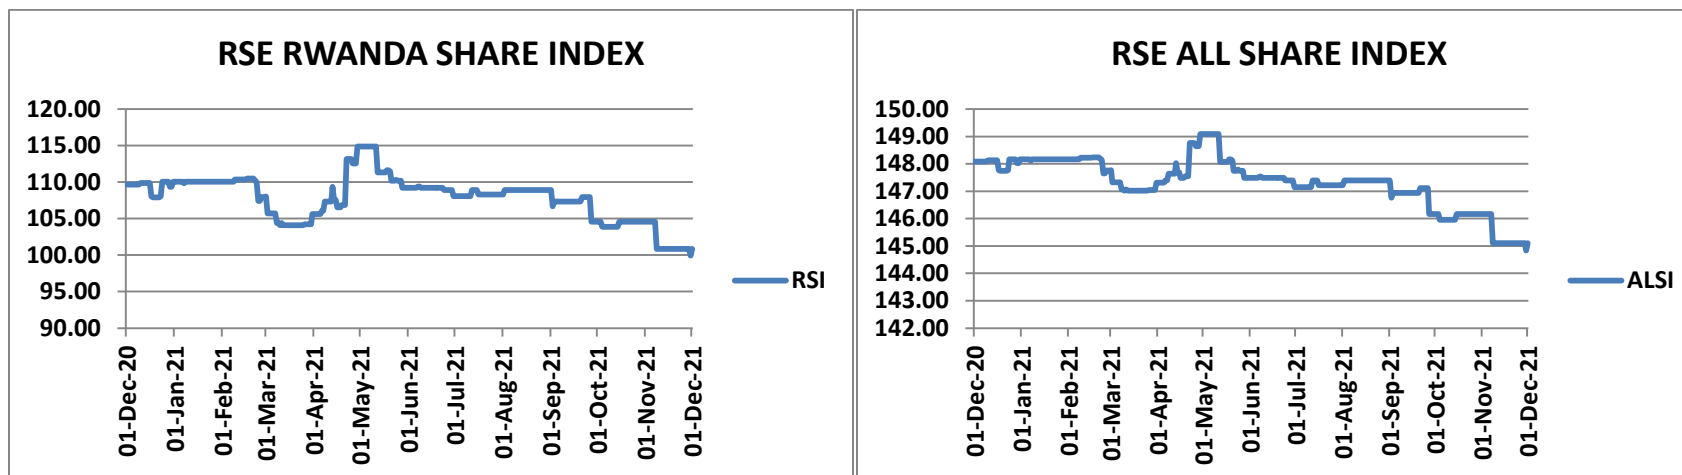 RSE RWANDA SHARE INDEX
120.00
115.00
110.00
105.00
100.00
95.00
90.00
01-Dec-20
01-Jan-21
01-Feb-21
01-Mar-21
01-Apr-21
01-May-21
01-Jun-21
01-Jul-21
01-Aug-21
01-Sep-21
01-Oct-21
01-Nov-21
01-Dec-21
RSI
RSE ALL SHARE INDEX
150.00
149.00
148.00
147.00
146.00
145.00
144.00
143.00
142.00
01-Dec-20
01-Jan-21
01-Feb-21
01-Mar-21
01-Apr-21
01-May-21
01-Jun-21
01-Jul-21
01-Aug-21
01-Sep-21
01-Oct-21
01-Nov-21
01-Dec-21
ALSI